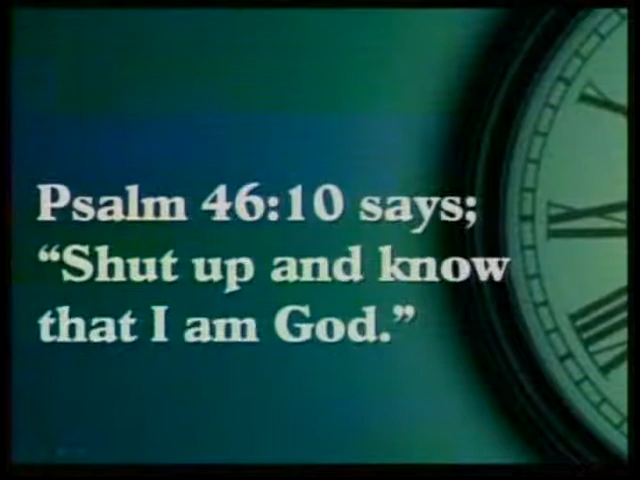 Psalm 46:10 says;
“Shut up and know
that I am God.”